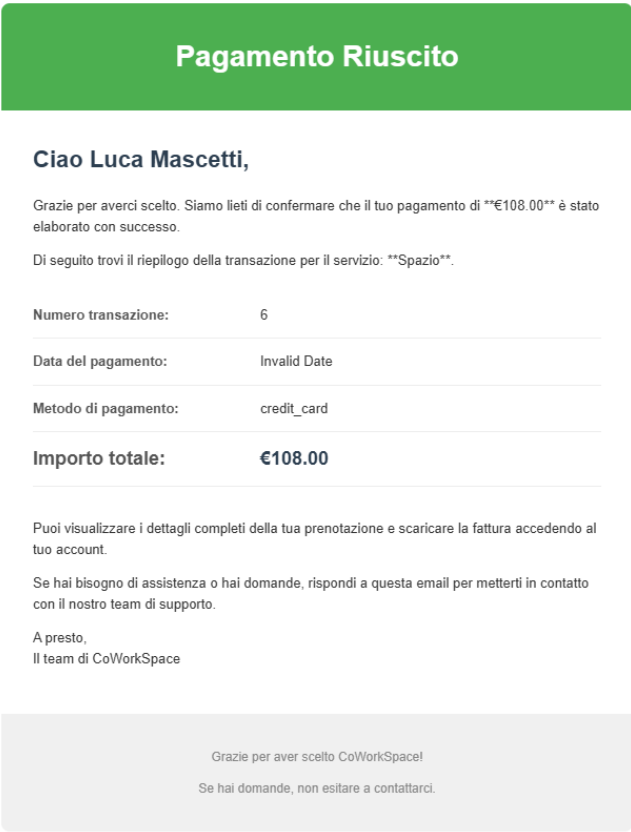 Pagamento Riuscito
Ciao Luca Mascetti,
Grazie per averci scelto. Siamo lieti di confermare che il tuo pagamento di **€108.00** è stato
elaborato con successo.
Di seguito trovi il riepilogo della transazione per il servizio: **Spazio**.
Numero transazione: 6
Data del pagamento: Invalid Date
Metodo di pagamento: credit_card
Importo totale: €108.00
Puoi visualizzare i dettagli completi della tua prenotazione e scaricare la fattura accedendo al
tuo account.
Se hai bisogno di assistenza o hai domande, rispondi a questa email per metterti in contatto
con il nostro team di supporto.
A presto,
Il team di CoWorkSpace
Grazie per aver scelto CoWorkSpace!
Se hai domande, non esitare a contattarci.